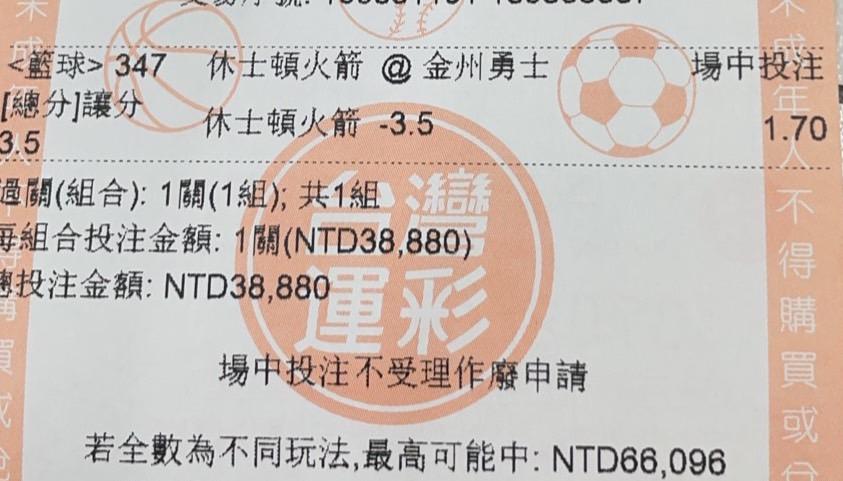 <籃球> 347 休士頓火箭 @ 金州勇士 場中投注
[總分]讓分
休士頓火箭 -3.5 1.70
3.5
過關(組合): 1關(1組); 共1組
每組合投注金額: 1關(NTD38,880)
總投注金額: NTD38,880
台灣
運彩
場中投注不受理作廢申請
若全數為不同玩法,最高可能中: NTD66,096
未成年人不得購買或